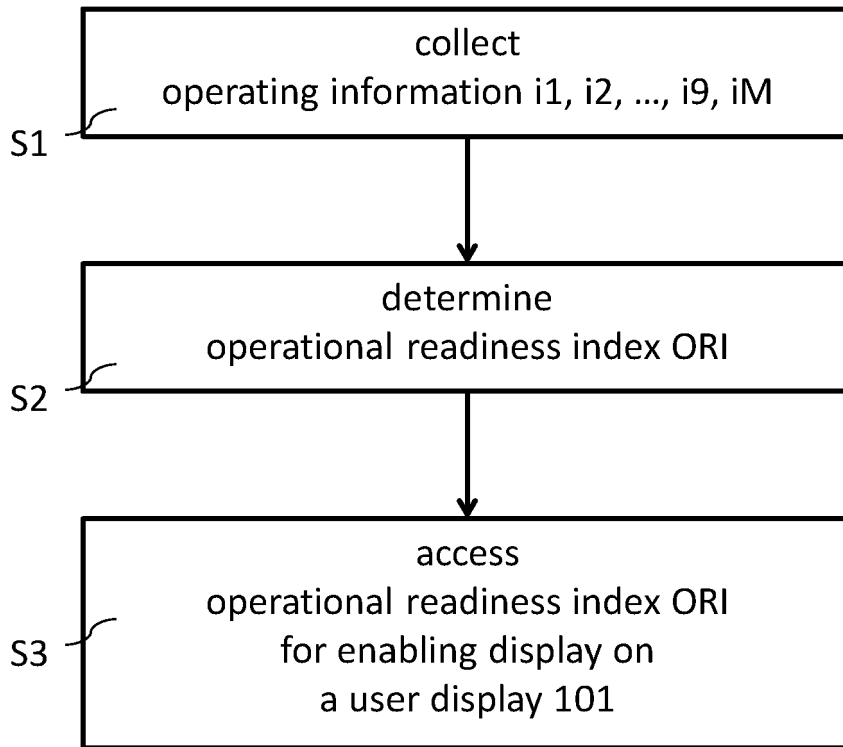 collect
operating information i1, i2, ..., i9, iM
S1
determine
operational readiness index ORI
S2
access
operational readiness index ORI
for enabling display on
S3
a user display 101